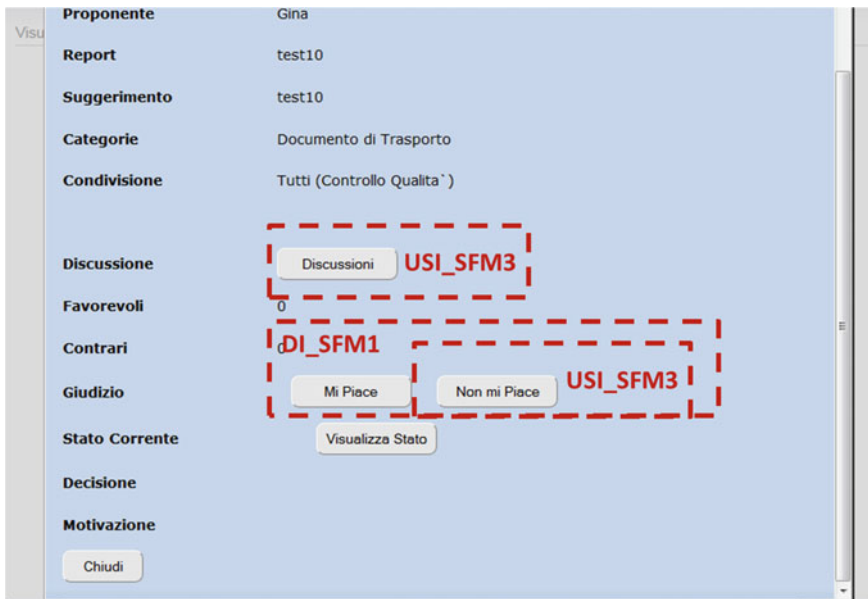 Proponente Gina
Visu
Report test10
Suggerimento test10
Categorie Documento di Trasporto
Condivisione Tutti (Controllo Qualita`)
Discussione Discussioni USI_SFM3
Favorevoli 0
Contrari 0 DI_SFM1
Giudizio Mi Piace Non mi Piace USI_SFM3
Stato Corrente Visualizza Stato
Decisione
Motivazione
Chiudi